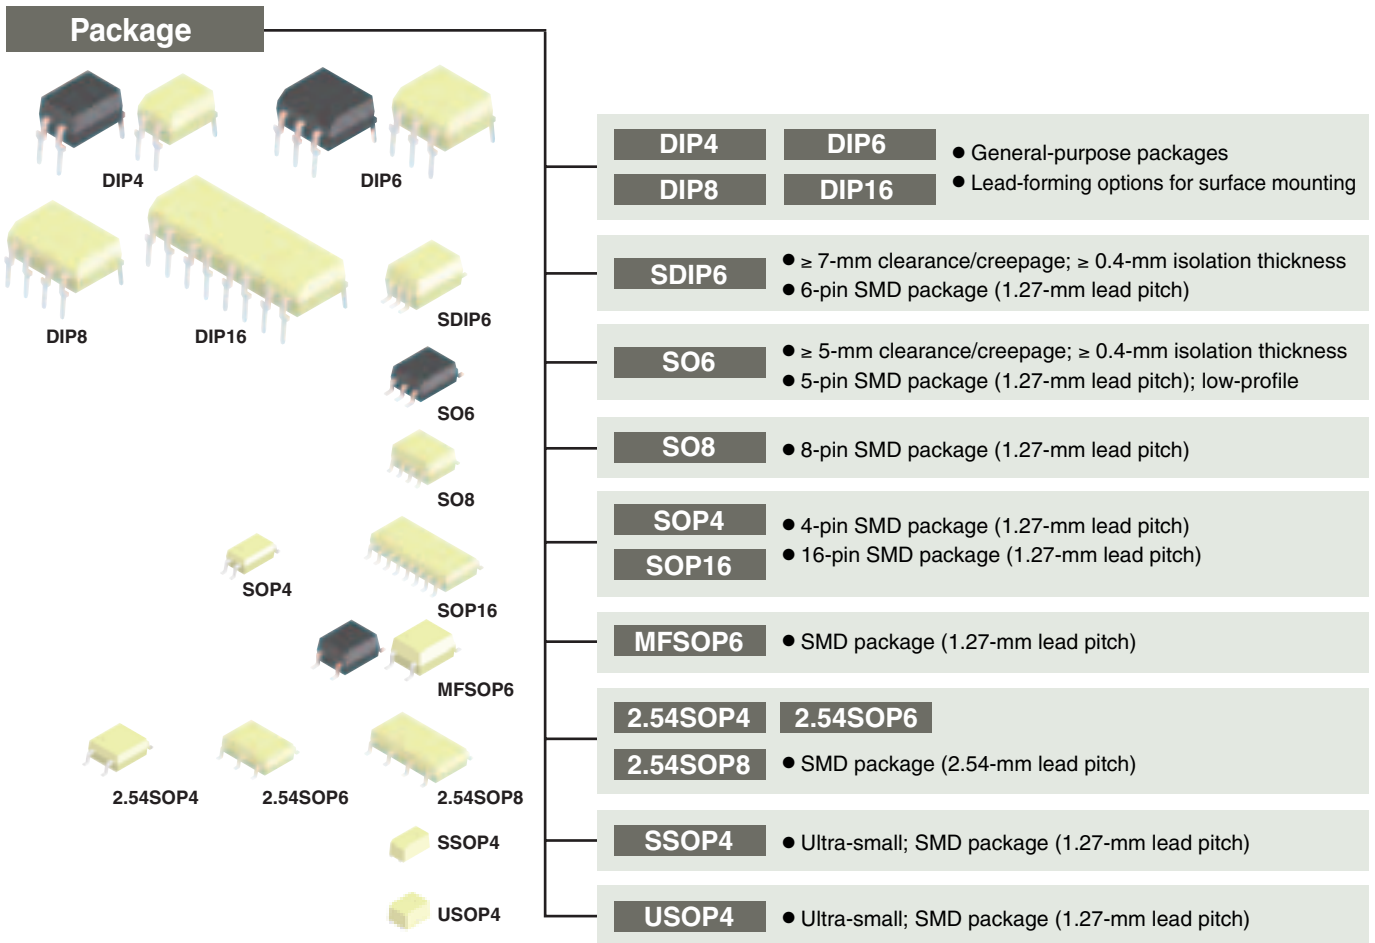 Package
DIP4
DIP6
DIP8
DIP16
SDIP6
SO6
SO8
SOP4
SOP16
MFSOP6
2.54SOP4
2.54SOP6
2.54SOP8
SSOP4
USOP4
DIP4 DIP6
DIP8 DIP16
● General-purpose packages
● Lead-forming options for surface mounting
SDIP6
● ≥ 7-mm clearance/creepage; ≥ 0.4-mm isolation thickness
● 6-pin SMD package (1.27-mm lead pitch)
SO6
● ≥ 5-mm clearance/creepage; ≥ 0.4-mm isolation thickness
● 5-pin SMD package (1.27-mm lead pitch); low-profile
SO8
● 8-pin SMD package (1.27-mm lead pitch)
SOP4
SOP16
● 4-pin SMD package (1.27-mm lead pitch)
● 16-pin SMD package (1.27-mm lead pitch)
MFSOP6
● SMD package (1.27-mm lead pitch)
2.54SOP4 2.54SOP6
2.54SOP8
● SMD package (2.54-mm lead pitch)
SSOP4
● Ultra-small; SMD package (1.27-mm lead pitch)
USOP4
● Ultra-small; SMD package (1.27-mm lead pitch)